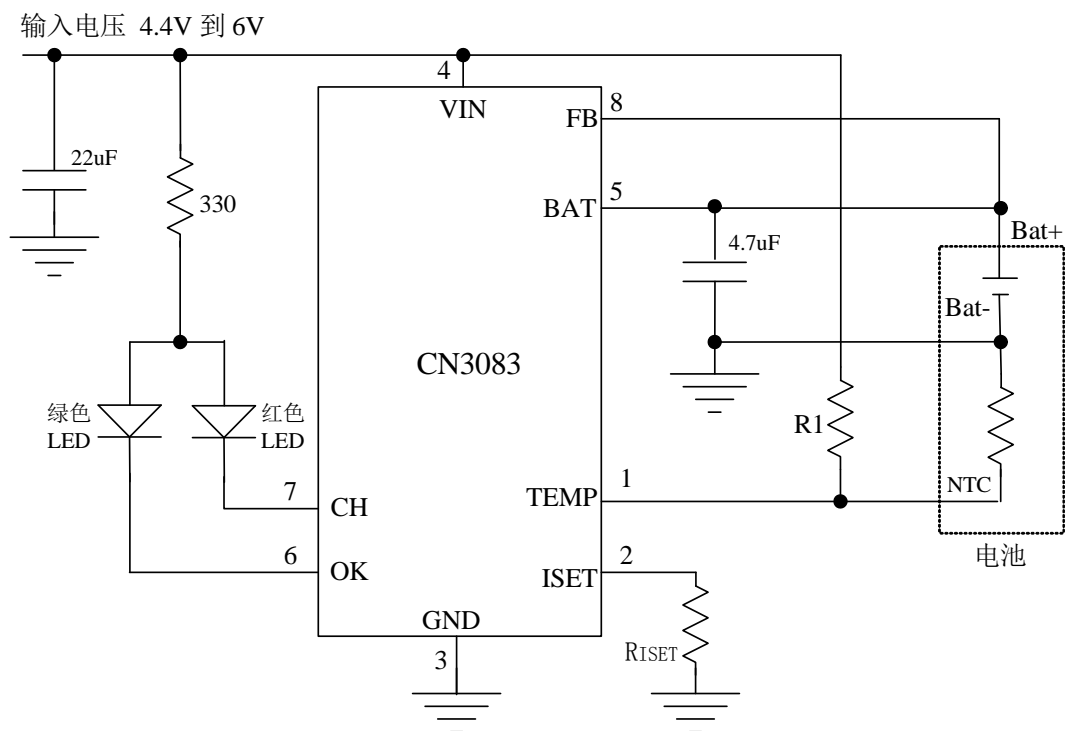 输入电压 4.4V 到 6V
4
VIN
FB
8
22uF
330
BAT
5
Bat+
4.7uF
Bat-
CN3083
绿色
LED
红色
LED
R1
7
CH
TEMP
1
NTC
6
OK
ISET
2
电池
GND
3
RISET